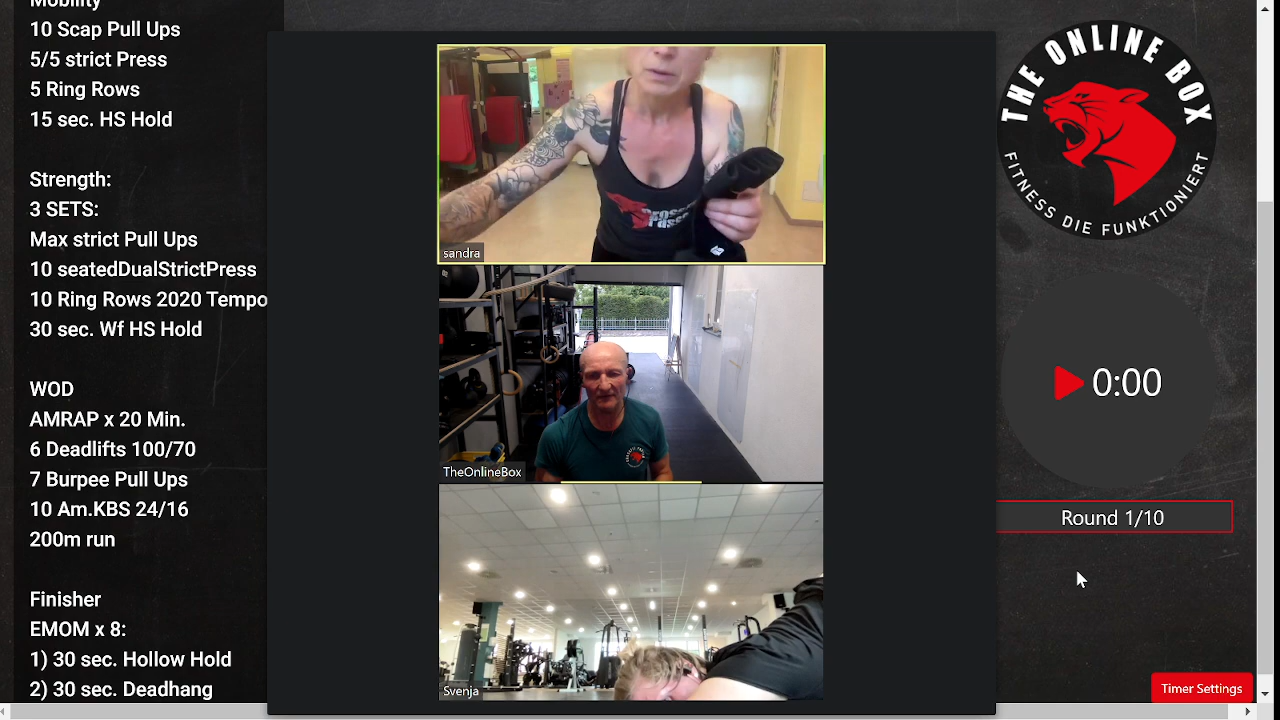 Mobility
10 Scap Pull Ups
5/5 strict Press
5 Ring Rows
15 sec. HS Hold
Strength:
3 SETS:
Max strict Pull Ups
10 seatedDualStrictPress
10 Ring Rows 2020 Tempo
30 sec. Wf HS Hold
WOD
AMRAP x 20 Min.
6 Deadlifts 100/70
7 Burpee Pull Ups
10 Am.KBS 24/16
200m run
Finisher
EMOM x 8:
1) 30 sec. Hollow Hold
2) 30 sec. Deadhang
sandra
TheOnlineBox
Svenja
THE ONLINE BOX
FITNESS DIE FUNKTIONIERT
0:00
Round 1/10
Timer Settings